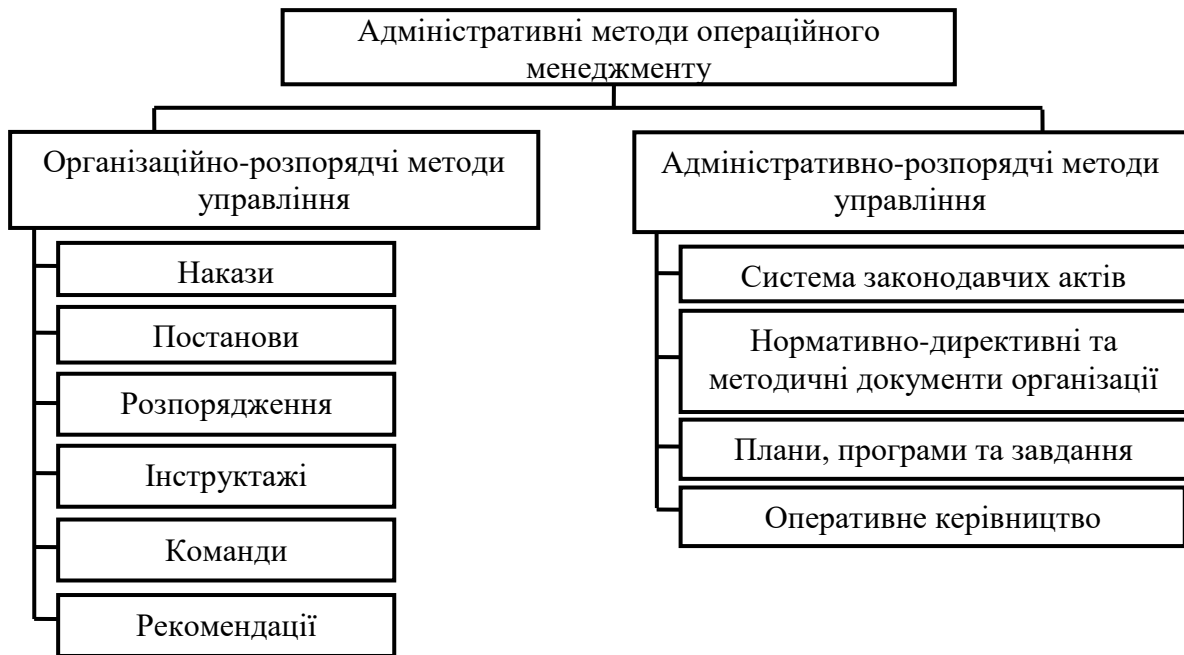 Адміністративні методи операційного
менеджменту
Організаційно-розпорядчі методи
управління
Накази
Постанови
Розпорядження
Інструктажі
Команди
Рекомендації
Адміністративно-розпорядчі методи
управління
Система законодавчих актів
Нормативно-директивні та
методичні документи організації
Плани, програми та завдання
Оперативне керівництво